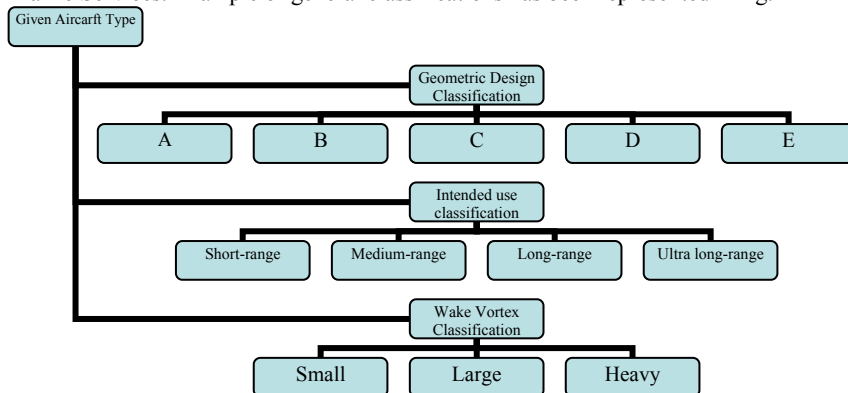 Given Aircarft Type
Geometric Design
Classification
A
B
C
D
E
Intended use
classification
Short-range
Medium-range
Long-range
Ultra long-range
Wake Vortex
Classification
Small
Large
Heavy